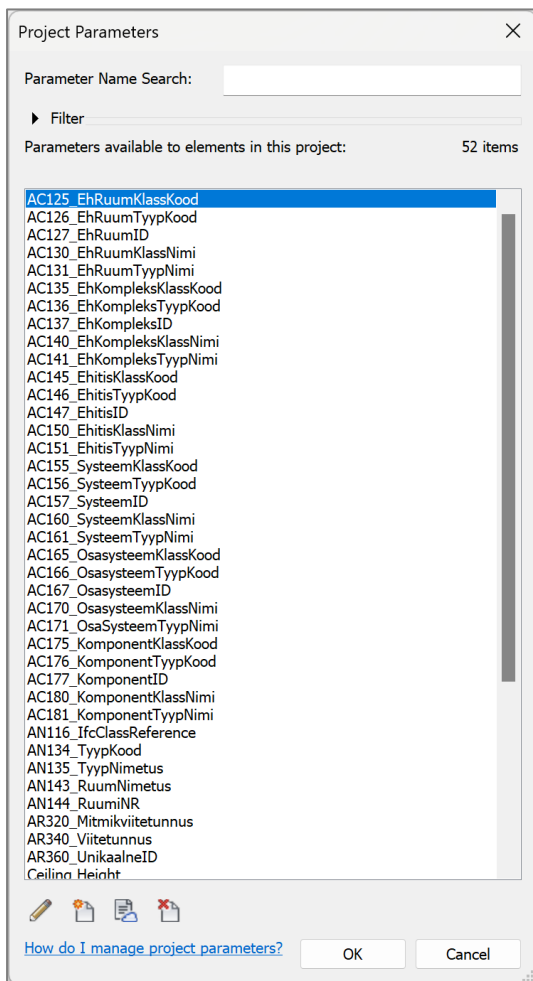 Project Parameters
Parameter Name Search:
Filter
Parameters available to elements in this project: 52 items
AC125_EhRuumKlassKood
AC126_EhRuumTyypKood
AC127_EhRuumID
AC130_EhRuumKlassNimi
AC131_EhRuumTyypNimi
AC135_EhKompleksKlassKood
AC136_EhKompleksTyypKood
AC137_EhKompleksID
AC140_EhKompleksKlassNimi
AC141_EhKompleksTyypNimi
AC145_EhitisKlassKood
AC146_EhitisTyypKood
AC147_EhitisID
AC150_EhitisKlassNimi
AC151_EhitisTyypNimi
AC155_SysteemKlassKood
AC156_SysteemTyypKood
AC157_SysteemID
AC160_SysteemKlassNimi
AC161_SysteemTyypNimi
AC165_OsasysteemKlassKood
AC166_OsasysteemTyypKood
AC167_OsasysteemID
AC170_OsasysteemKlassNimi
AC171_OsaSysteemTyypNimi
AC175_KomponentKlassKood
AC176_KomponentTyypKood
AC177_KomponentID
AC180_KomponentKlassNimi
AC181_KomponentTyypNimi
AN116_IfcClassReference
AN134_TyypKood
AN135_TyypNimetus
AN143_RuumNimetus
AN144_RuumiNR
AR320_Mitmikviitetunnus
AR340_Viitetunnus
AR360_UnikaalneID
Ceiling Height
How do I manage project parameters? OK Cancel